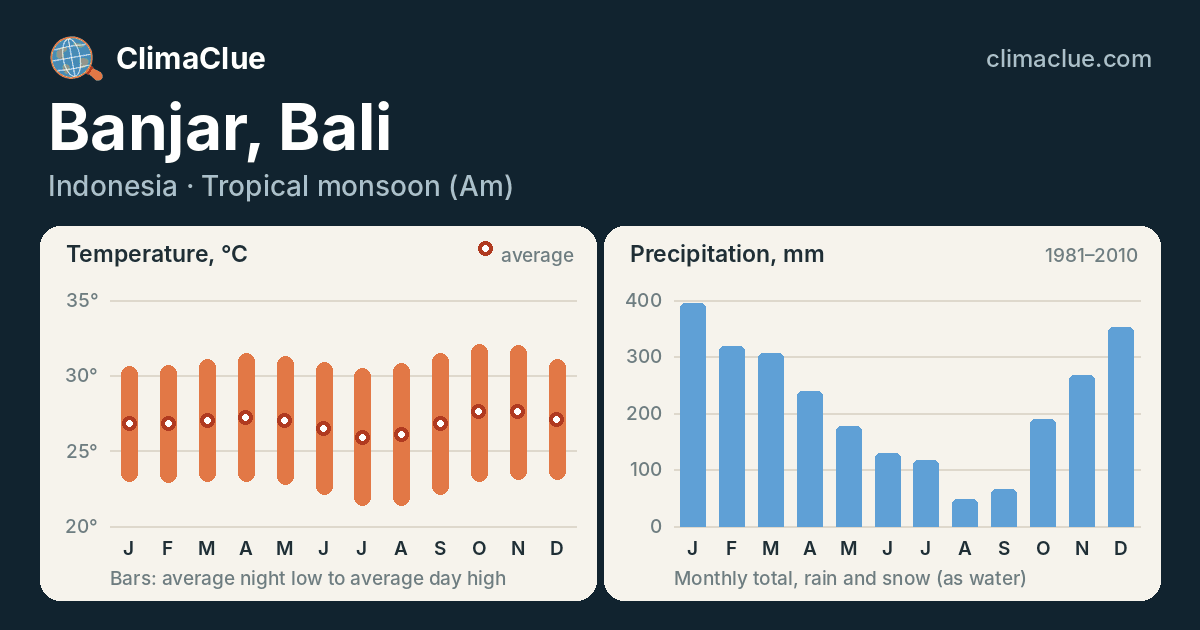 ClimaClue
climaclue.com
Banjar, Bali
Indonesia · Tropical monsoon (Am)
Temperature, °C
average
35°
30°
25°
20°
J F M A M J J A S O N D
Bars: average night low to average day high
Precipitation, mm
1981–2010
400
300
200
100
0
J F M A M J J A S O N D
Monthly total, rain and snow (as water)